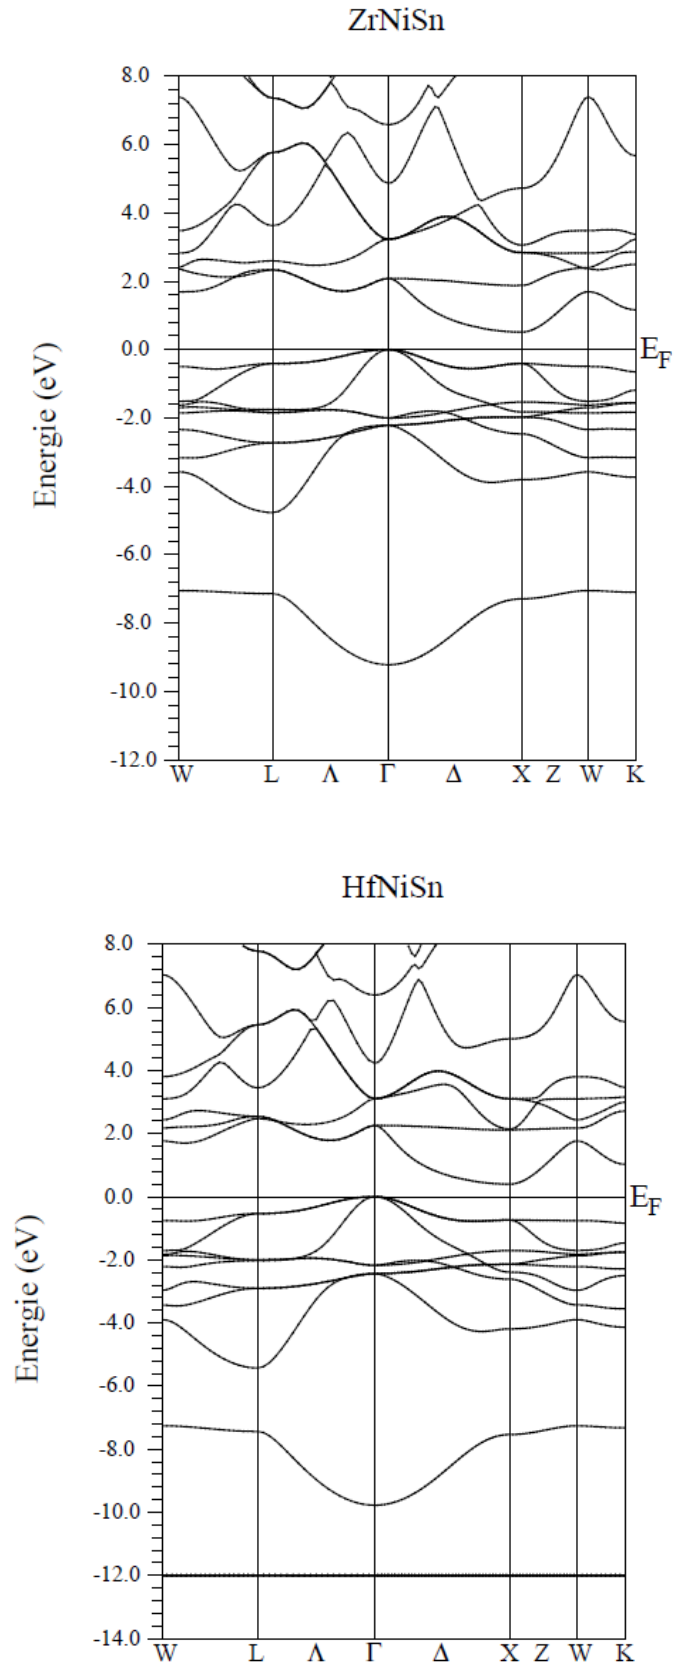 ZrNiSn
8.0
6.0
4.0
2.0
0.0
-2.0
-4.0
-6.0
-8.0
-10.0
-12.0
Energie (eV)
E_F
W L Λ Γ Δ X Z W K
HfNiSn
8.0
6.0
4.0
2.0
0.0
-2.0
-4.0
-6.0
-8.0
-10.0
-12.0
-14.0
Energie (eV)
E_F
W L Λ Γ Δ X Z W K